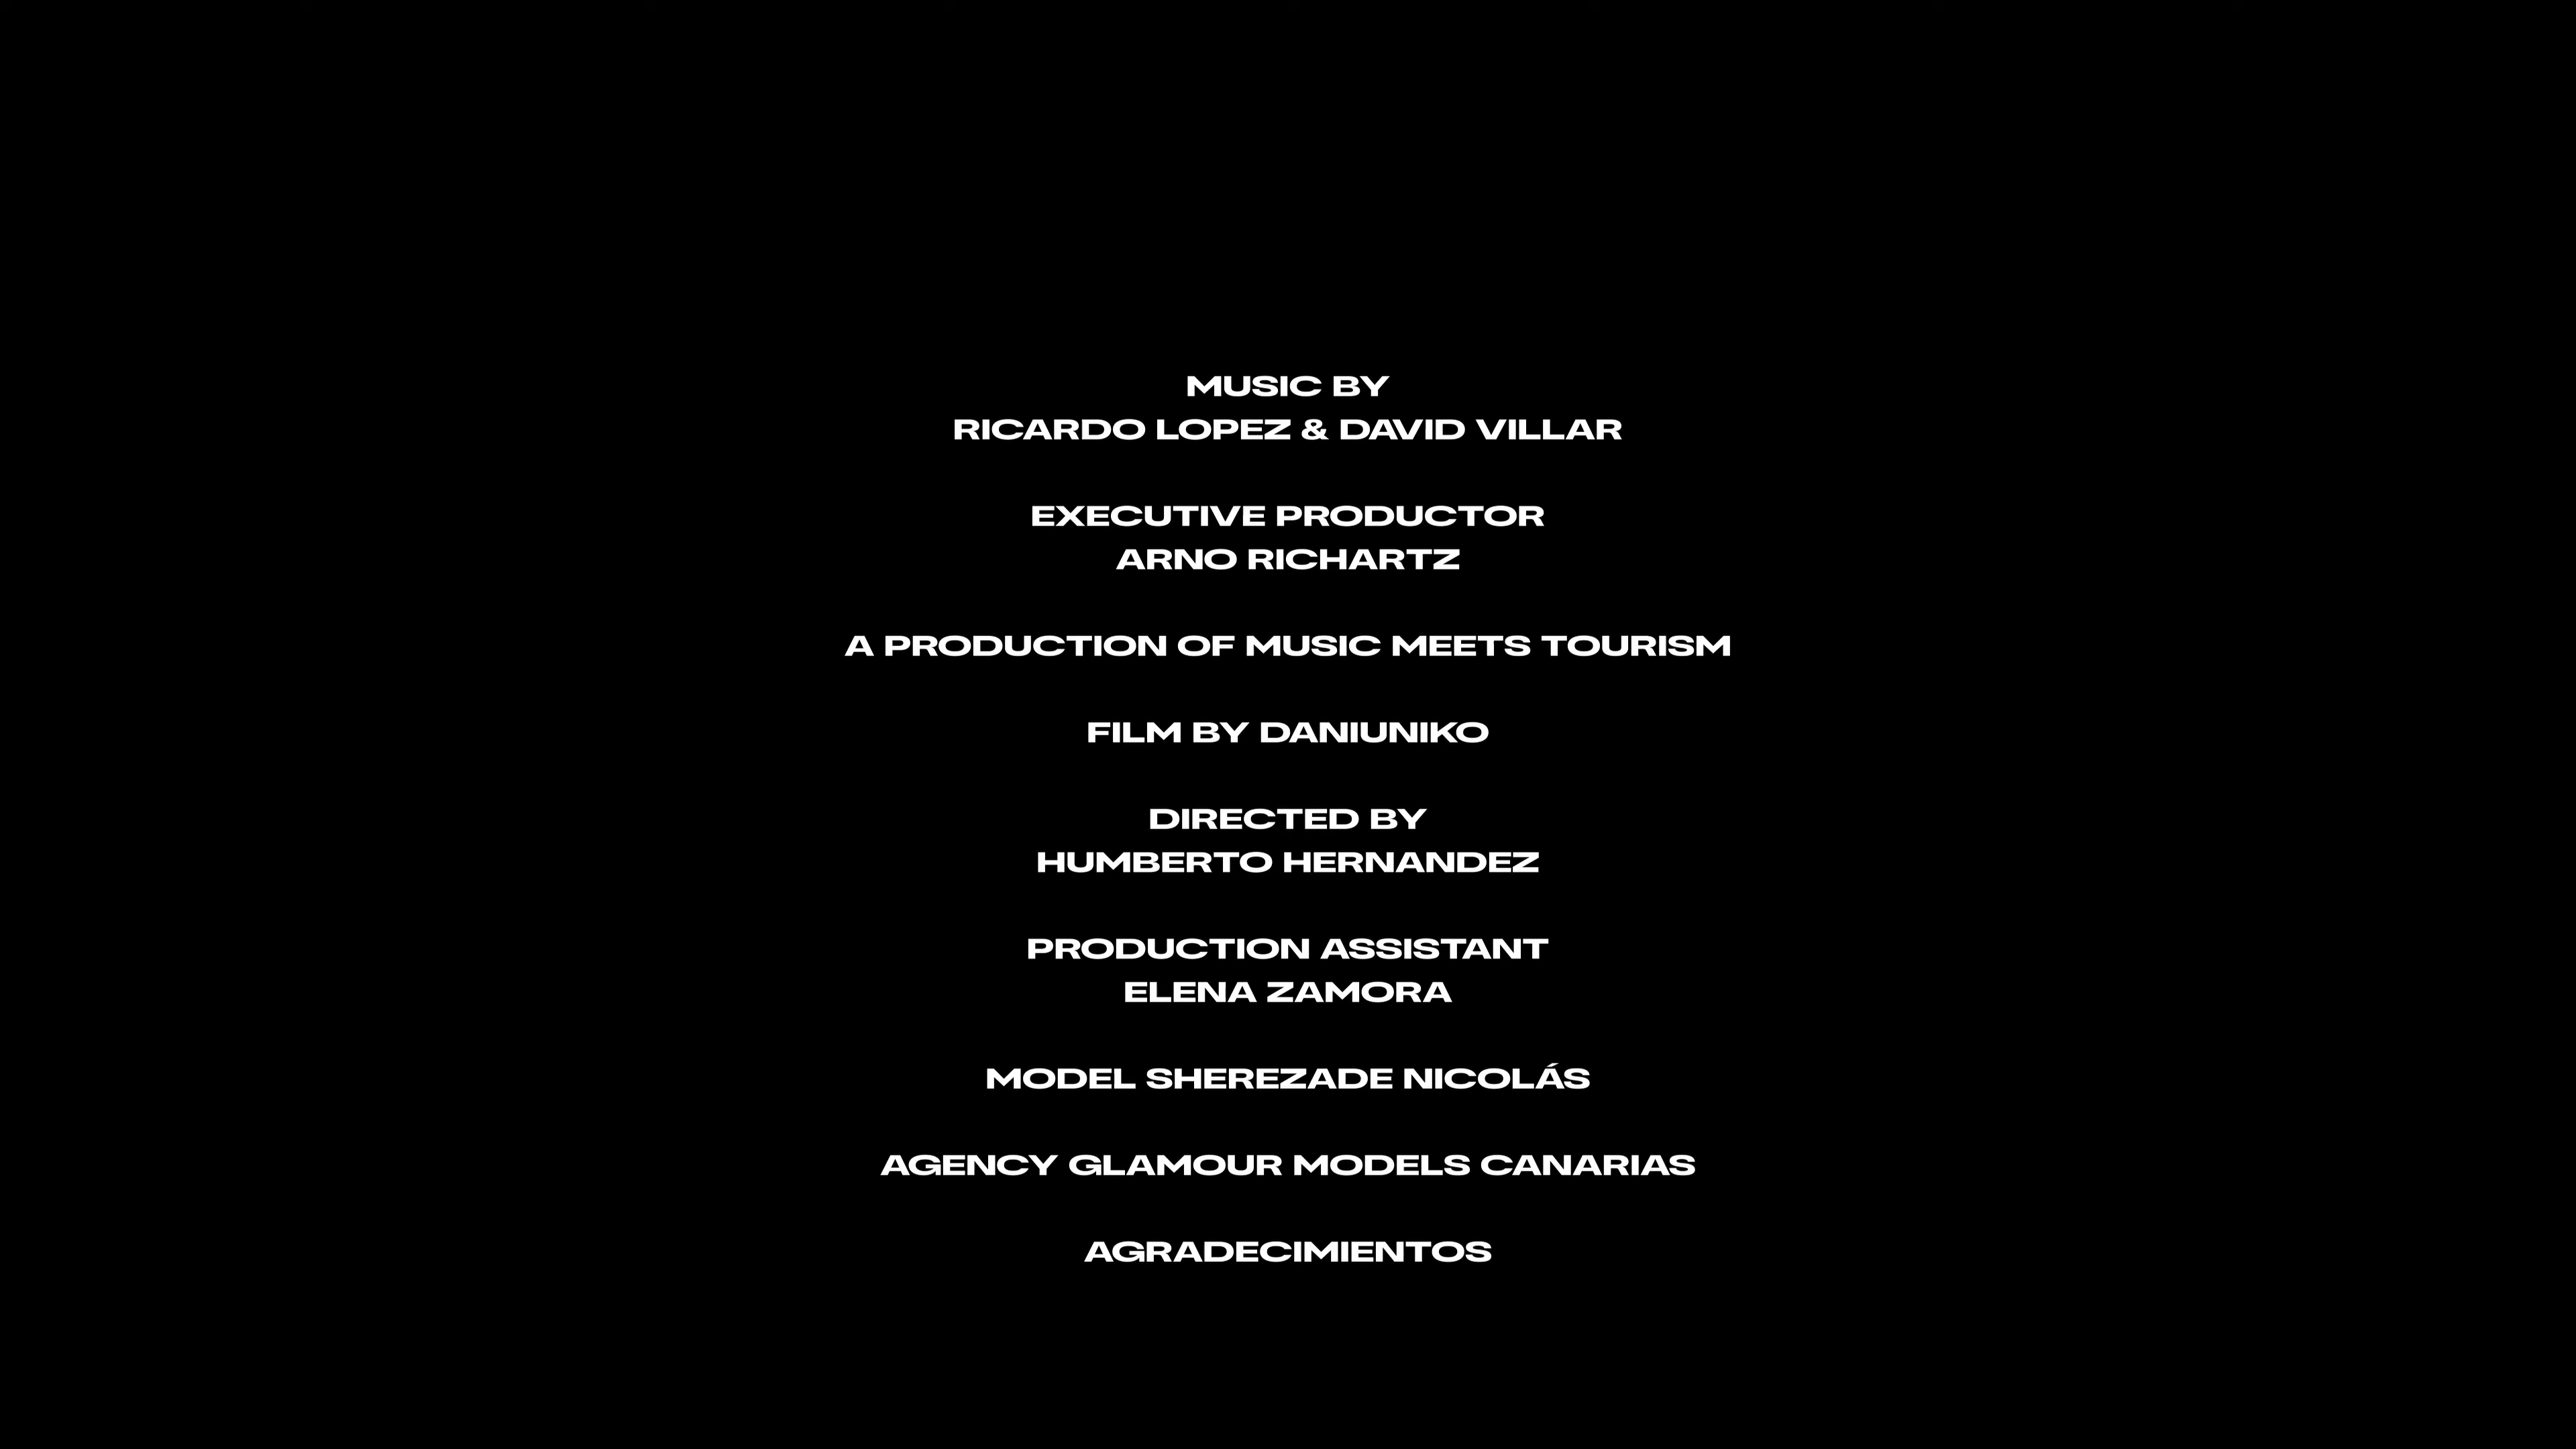 MUSIC BY
RICARDO LOPEZ & DAVID VILLAR
EXECUTIVE PRODUCTOR
ARNO RICHARTZ
A PRODUCTION OF MUSIC MEETS TOURISM
FILM BY DANIUNIKO
DIRECTED BY
HUMBERTO HERNANDEZ
PRODUCTION ASSISTANT
ELENA ZAMORA
MODEL SHEREZADE NICOLÁS
AGENCY GLAMOUR MODELS CANARIAS
AGRADECIMIENTOS